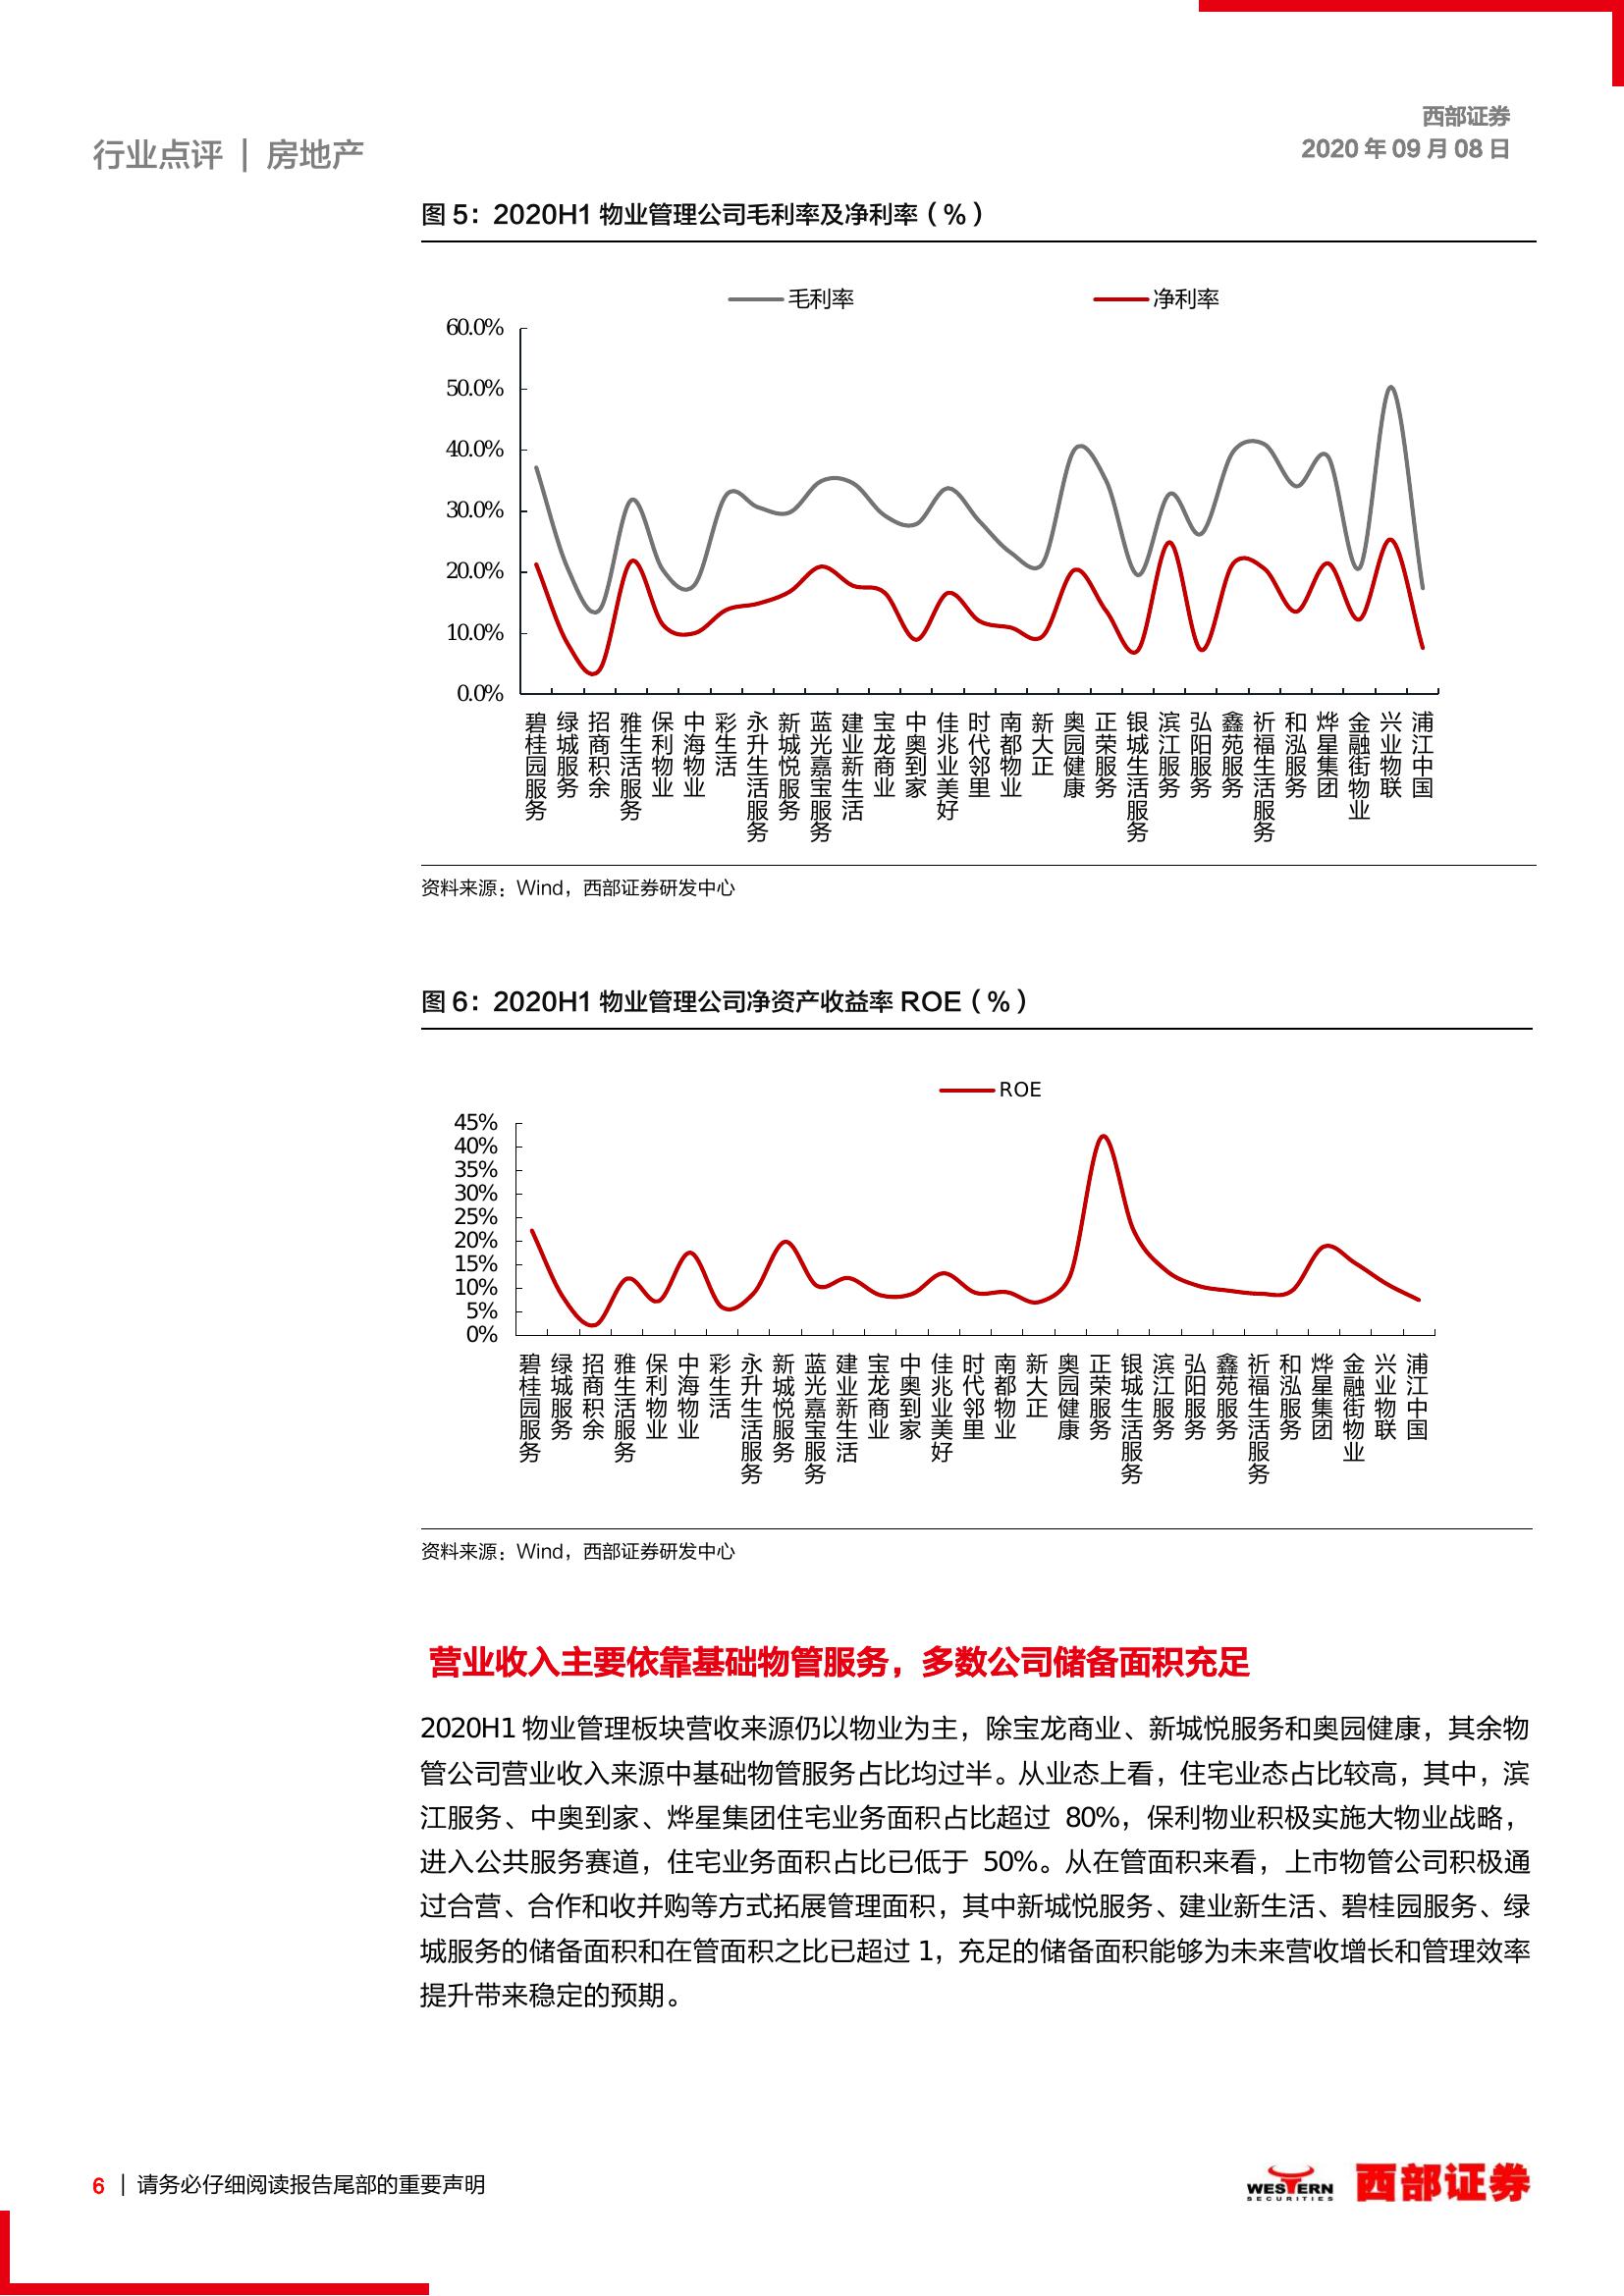 西部证券
2020 年 09 月 08 日
行业点评 | 房地产
图 5：2020H1 物业管理公司毛利率及净利率（%）
毛利率
净利率
60.0%
50.0%
40.0%
30.0%
20.0%
10.0%
0.0%
碧桂园服务
绿城服务
招商积余
雅生活服务
保利物业
中海物业
彩生活
永升生活服务
新城悦服务
蓝光嘉宝服务
建业新生活
宝龙商业
中奥到家
佳兆业美好
时代邻里
南都物业
新大正
奥园健康
正荣服务
银城生活服务
滨江服务
弘阳服务
鑫苑服务
祈福生活服务
和泓服务
烨星集团
金融街物业
兴业物联
浦江中国
资料来源：Wind，西部证券研发中心
图 6：2020H1 物业管理公司净资产收益率 ROE（%）
ROE
45%
40%
35%
30%
25%
20%
15%
10%
5%
0%
碧桂园服务
绿城服务
招商积余
雅生活服务
保利物业
中海物业
彩生活
永升生活服务
新城悦服务
蓝光嘉宝服务
建业新生活
宝龙商业
中奥到家
佳兆业美好
时代邻里
南都物业
新大正
奥园健康
正荣服务
银城生活服务
滨江服务
弘阳服务
鑫苑服务
祈福生活服务
和泓服务
烨星集团
金融街物业
兴业物联
浦江中国
资料来源：Wind，西部证券研发中心
营业收入主要依靠基础物管服务，多数公司储备面积充足
2020H1 物业管理板块营收来源仍以物业为主，除宝龙商业、新城悦服务和奥园健康，其余物
管公司营业收入来源中基础物管服务占比均过半。从业态上看，住宅业态占比较高，其中，滨
江服务、中奥到家、烨星集团住宅业务面积占比超过 80%，保利物业积极实施大物业战略，
进入公共服务赛道，住宅业务面积占比已低于 50%。从在管面积来看，上市物管公司积极通
过合营、合作和收并购等方式拓展管理面积，其中新城悦服务、建业新生活、碧桂园服务、绿
城服务的储备面积和在管面积之比已超过 1，充足的储备面积能够为未来营收增长和管理效率
提升带来稳定的预期。
6 | 请务必仔细阅读报告尾部的重要声明
WESTERN
SECURITIES
西部证券